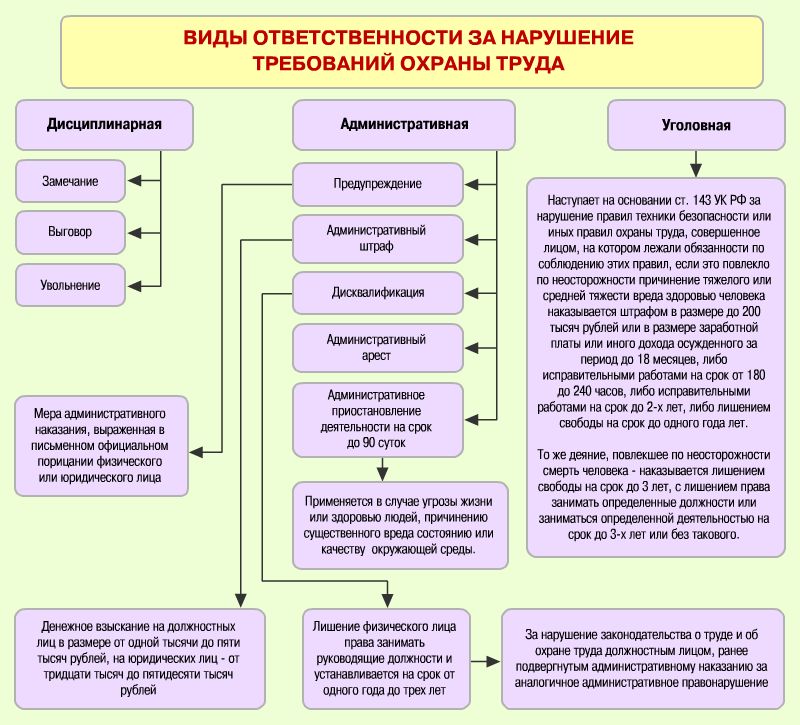 ВИДЫ ОТВЕТСТВЕННОСТИ ЗА НАРУШЕНИЕ
ТРЕБОВАНИЙ ОХРАНЫ ТРУДА
Дисциплинарная
Замечание
Выговор
Увольнение
Административная
Предупреждение
Административный
штраф
Дисквалификация
Административный
арест
Административное
приостановление
деятельности на срок
до 90 суток
Уголовная
Наступает на основании ст. 143 УК РФ за
нарушение правил техники безопасности или
иных правил охраны труда, совершенное
лицом, на котором лежали обязанности по
соблюдению этих правил, если это повлекло
по неосторожности причинение тяжелого или
средней тяжести вреда здоровью человека
наказывается штрафом в размере до 200
тысяч рублей или в размере заработной
платы или иного дохода осужденного за
период до 18 месяцев, либо
исправительными работами на срок от 180
до 240 часов, либо исправительными
работами на срок до 2-х лет, либо лишением
свободы на срок до одного года лет.
То же деяние, повлекшее по неосторожности
смерть человека - наказывается лишением
свободы на срок до 3 лет, с лишением права
занимать определенные должности или
заниматься определенной деятельностью на
срок до 3-х лет или без такового.
Мера административного
наказания, выраженная в
письменном официальном
порицании физического
или юридического лица
Применяется в случае угрозы жизни
или здоровью людей, причинению
существенного вреда состоянию или
качеству окружающей среды.
Денежное взыскание на должностных
лиц в размере от одной тысячи до пяти
тысяч рублей, на юридических лиц - от
тридцати тысяч до пятидесяти тысяч
рублей
Лишение физического лица
права занимать
руководящие должности и
устанавливается на срок от
одного года до трех лет
За нарушение законодательства о труде и об
охране труда должностным лицом, ранее
подвергнутым административному наказанию за
аналогичное административное правонарушение